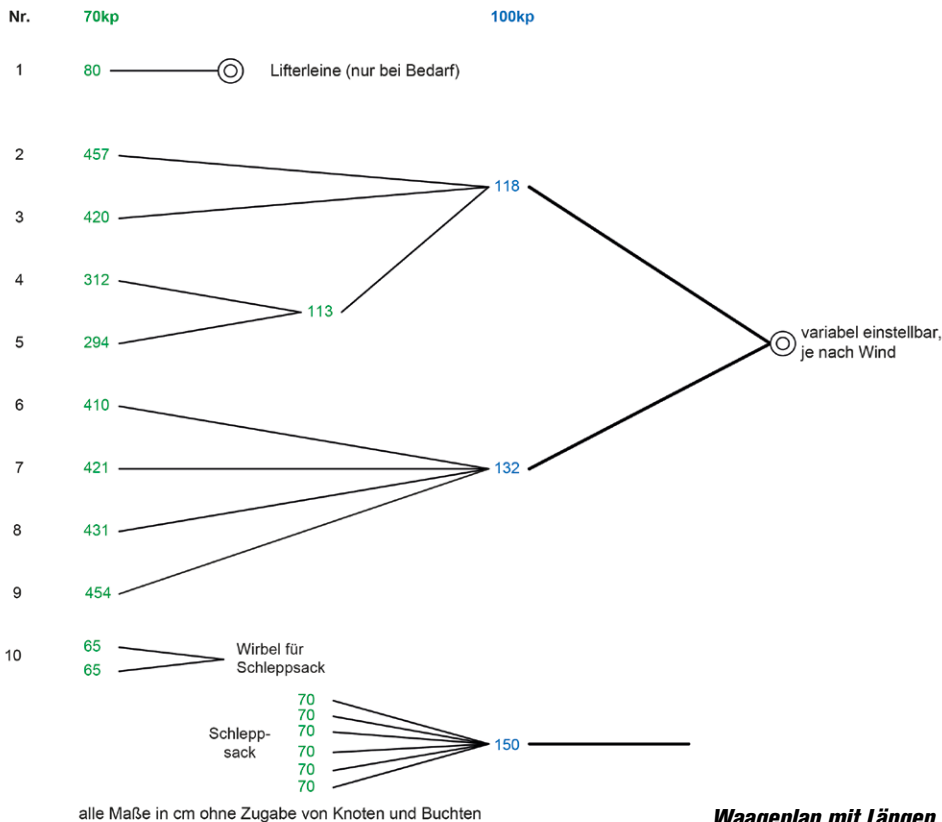 Nr. 70kp 100kp
1 80 Lifterleine (nur bei Bedarf)
2 457
118
3 420
4 312
113
5 294
variabel einstellbar,
je nach Wind
6 410
7 421 132
8 431
9 454
10
65
65
Wirbel für
Schleppsack
70
70
70
70
70
70
Schlepp-
sack
150
alle Maße in cm ohne Zugabe von Knoten und Buchten
Waagenplan mit Längen